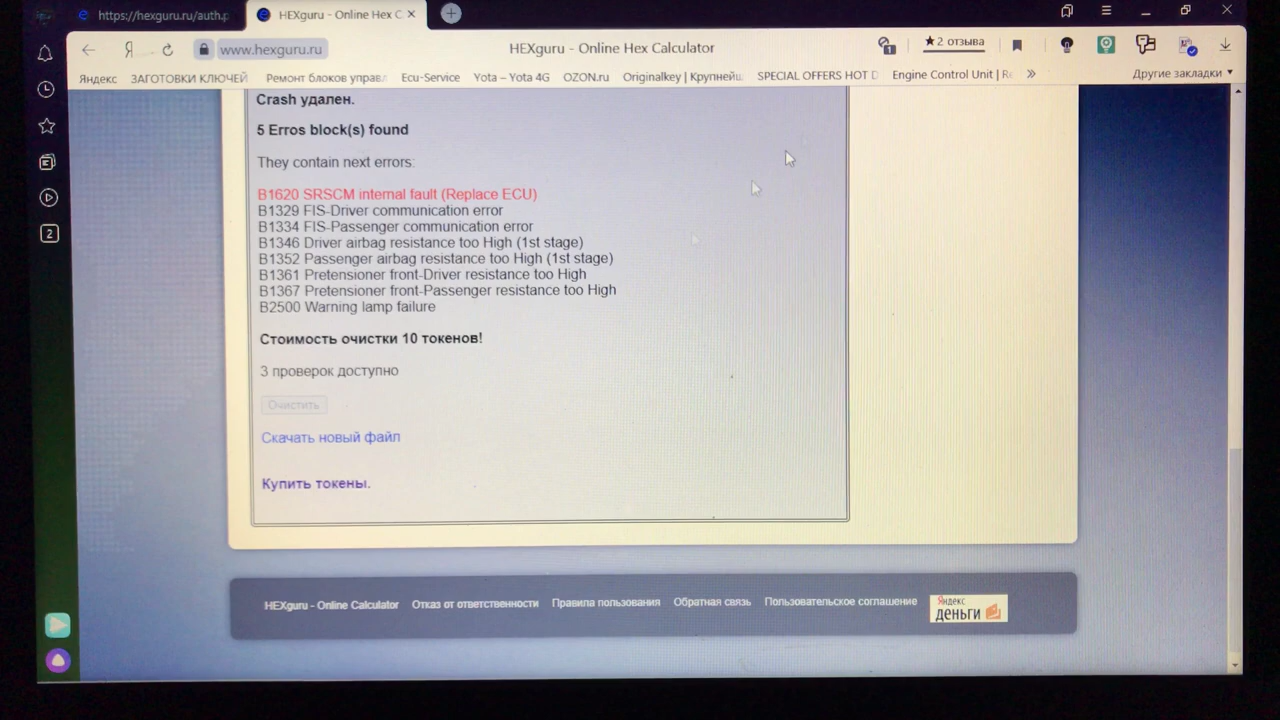 https://hexguru.ru/auth.p
HEXguru - Online Hex C
www.hexguru.ru
HEXguru - Online Hex Calculator
★2 отзыва
Яндекс
ЗАГОТОВКИ КЛЮЧЕЙ
Ремонт блоков управл
Ecu-Service
Yota – Yota 4G
OZON.ru
Originalkey | Крупнейш
SPECIAL OFFERS HOT D
Engine Control Unit | Re
Другие закладки
Crash удален.
5 Erros block(s) found
They contain next errors:
B1620 SRSCM internal fault (Replace ECU)
B1329 FIS-Driver communication error
B1334 FIS-Passenger communication error
B1346 Driver airbag resistance too High (1st stage)
B1352 Passenger airbag resistance too High (1st stage)
B1361 Pretensioner front-Driver resistance too High
B1367 Pretensioner front-Passenger resistance too High
B2500 Warning lamp failure
Стоимость очистки 10 токенов!
3 проверок доступно
Очистить
Скачать новый файл
Купить токены.
HEXguru - Online Calculator
Отказ от ответственности
Правила пользования
Обратная связь
Пользовательское соглашение
Яндекс
деньги
2
1